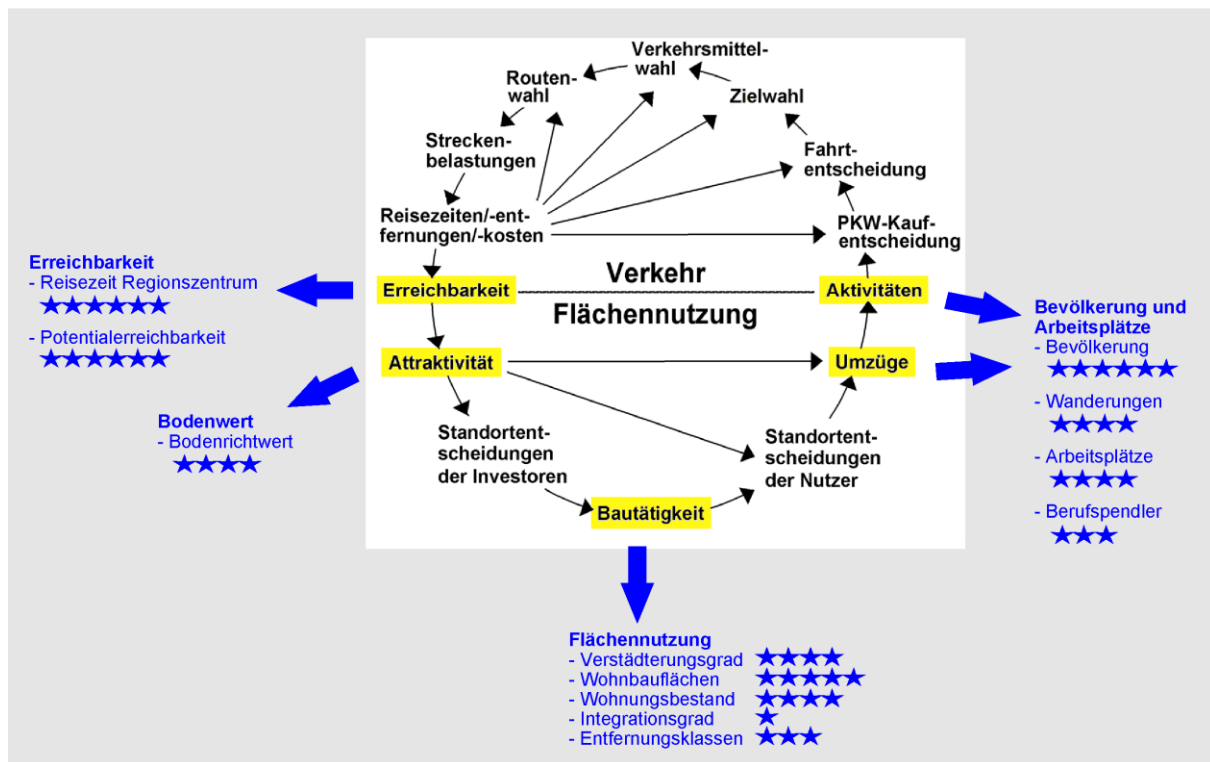 Verkehrsmittel-
wahl
Routen-
wahl
Zielwahl
Strecken-
belastungen
Fahrt-
entscheidung
Reisezeiten/-ent-
fernungen/-kosten
PKW-Kauf-
entscheidung
Verkehr
Erreichbarkeit
Aktivitäten
Flächennutzung
Attraktivität
Umzüge
Standortent-
scheidungen
der Investoren
Standortent-
scheidungen
der Nutzer
Bautätigkeit
Erreichbarkeit
- Reisezeit Regionszentrum
★★★★★★
- Potentialerreichbarkeit
★★★★★★
Bodenwert
- Bodenrichtwert
★★★★
Bevölkerung und
Arbeitsplätze
- Bevölkerung
★★★★★★
- Wanderungen
★★★★
- Arbeitsplätze
★★★★
- Berufspendler
★★★
Flächennutzung
- Verstädterungsgrad ★★★★
- Wohnbauflächen ★★★★★
- Wohnungsbestand ★★★★
- Integrationsgrad ★
- Entfernungsklassen ★★★